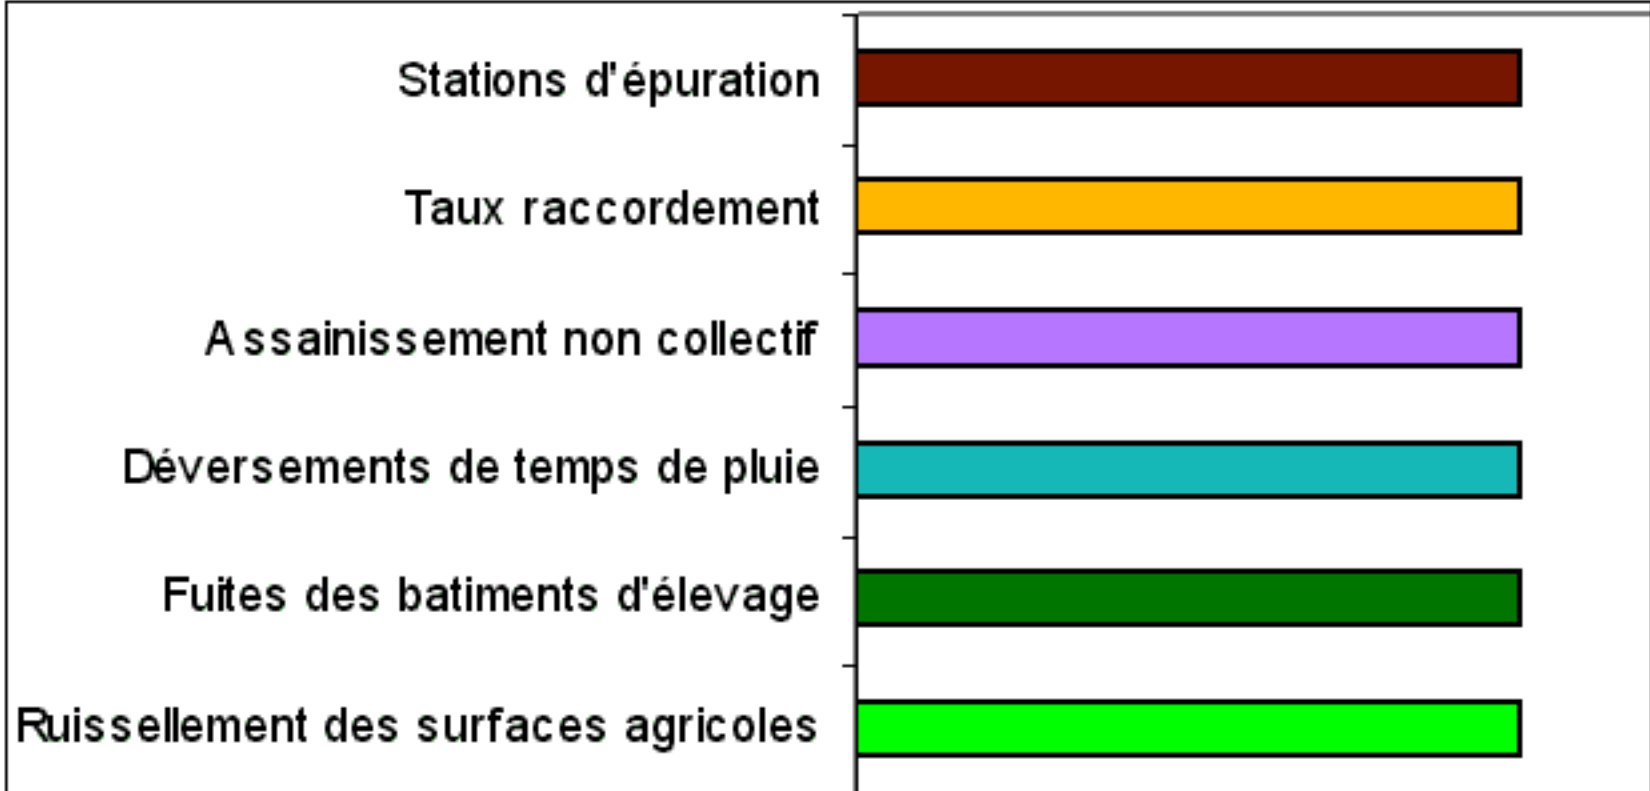 Stations d'épuration
Taux raccordement
Assainissement non collectif
Déversements de temps de pluie
Fuites des batiments d'élevage
Ruissellement des surfaces agricoles